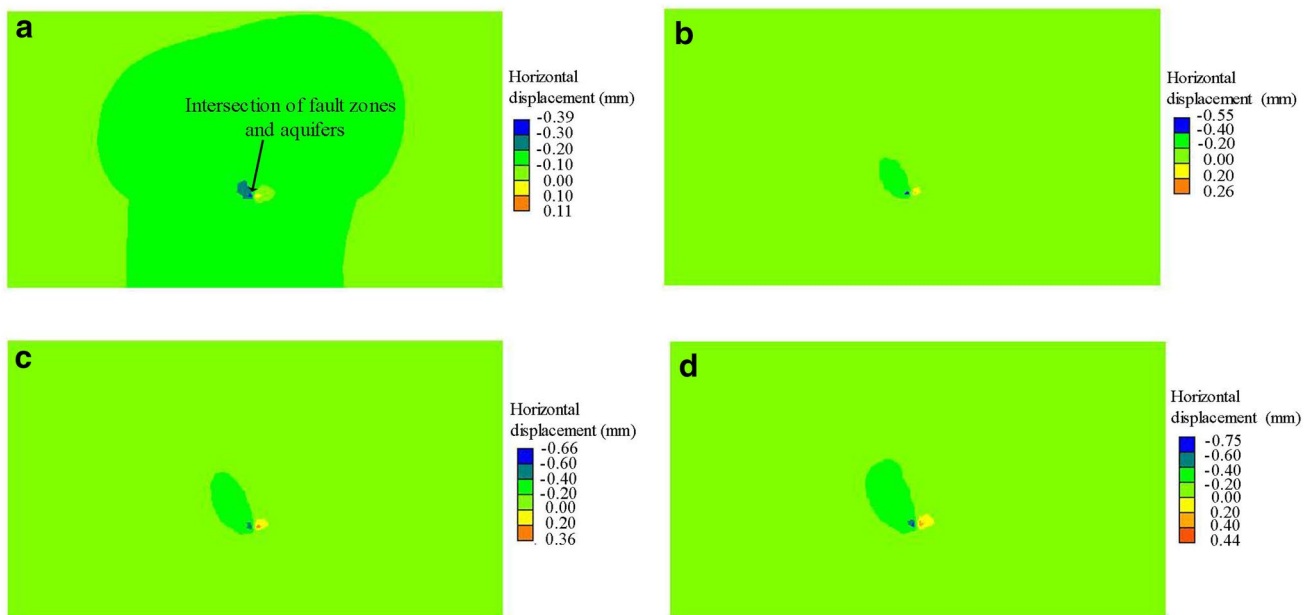 a
Intersection of fault zones
and aquifers
Horizontal
displacement (mm)
-0.39
-0.30
-0.20
-0.10
0.00
0.10
0.11
b
Horizontal
displacement (mm)
-0.55
-0.40
-0.20
0.00
0.20
0.26
c
Horizontal
displacement (mm)
-0.66
-0.60
-0.40
-0.20
0.00
0.20
0.36
d
Horizontal
displacement (mm)
-0.75
-0.60
-0.40
-0.20
0.00
0.20
0.40
0.44